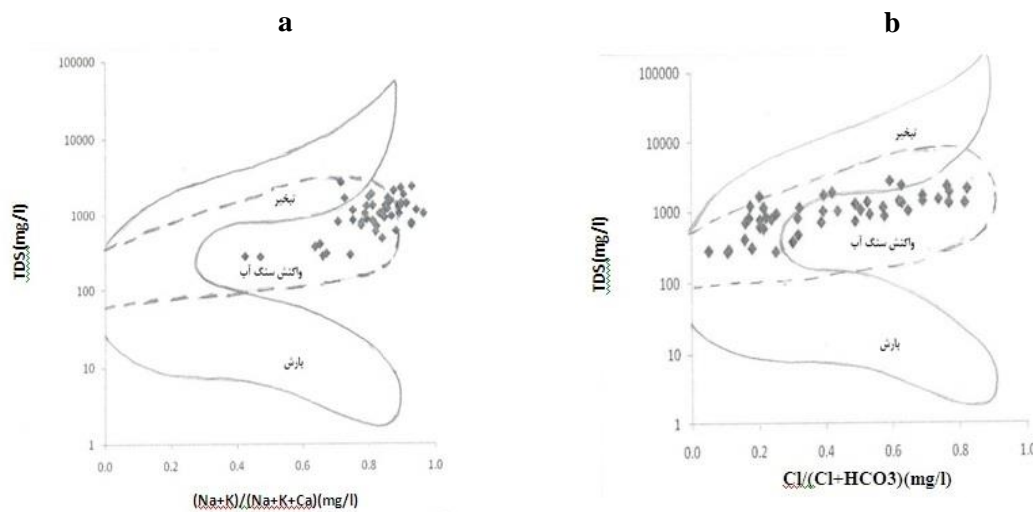 a
100000
10000
1000
100
10
1
تبخیر
واکنش سنگ آب
بارش
0.0 0.2 0.4 0.6 0.8 1.0
TDS(mg/l)
(Na+K)/(Na+K+Ca)(mg/l)
b
100000
10000
1000
100
10
1
تبخیر
واکنش سنگ آب
بارش
0.0 0.2 0.4 0.6 0.8 1.0
TDS(mg/l)
Cl/(Cl+HCO3)(mg/l)